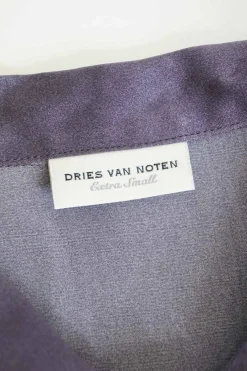 DRIES VAN NOTEN
Extra Small